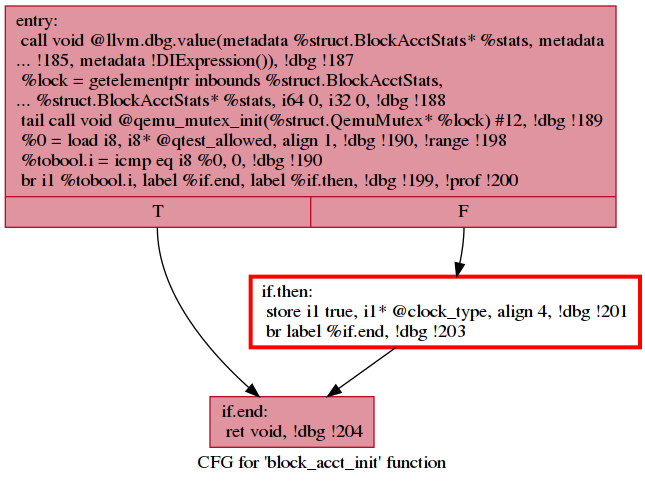 entry:
call void @llvm.dbg.value(metadata %struct.BlockAcctStats* %stats, metadata
... !185, metadata !DIExpression()), !dbg !187
%lock = getelementptr inbounds %struct.BlockAcctStats,
... %struct.BlockAcctStats* %stats, i64 0, i32 0, !dbg !188
tail call void @qemu_mutex_init(%struct.QemuMutex* %lock) #12, !dbg !189
%0 = load i8, i8* @qtest_allowed, align 1, !dbg !190, !range !198
%tobool.i = icmp eq i8 %0, 0, !dbg !190
br i1 %tobool.i, label %if.end, label %if.then, !dbg !199, !prof !200
T
F
if.then:
store i1 true, i1* @clock_type, align 4, !dbg !201
br label %if.end, !dbg !203
if.end:
ret void, !dbg !204
CFG for 'block_acct_init' function